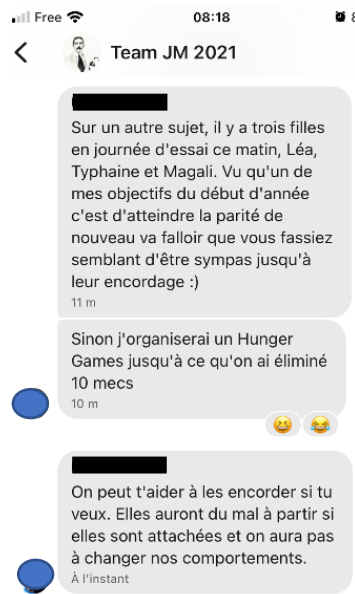 Free 08:18
Team JM 2021
Sur un autre sujet, il y a trois filles
en journée d'essai ce matin, Léa,
Typhaine et Magali. Vu qu'un de
mes objectifs du début d'année
c'est d'atteindre la parité de
nouveau va falloir que vous fassiez
semblant d'être sympas jusqu'à
leur encordage :)
11 m
Sinon j'organiserai un Hunger
Games jusqu'à ce qu'on ai éliminé
10 mecs
10 m
On peut t'aider à les encorder si tu
veux. Elles auront du mal à partir si
elles sont attachées et on aura pas
à changer nos comportements.
À l'instant